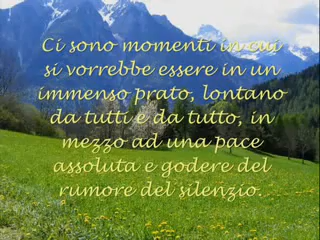 Ci sono momenti in cui
si vorrebbe essere in un
immenso prato, lontano
da tutti e da tutto, in
mezzo ad una pace
assoluta e godere del
rumore del silenzio.